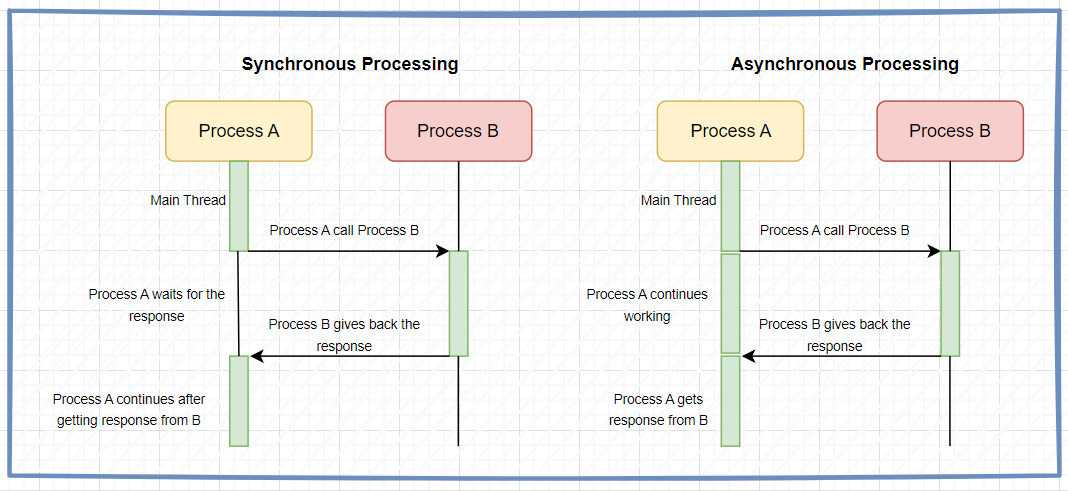 Synchronous Processing
Process A
Process B
Main Thread
Process A call Process B
Process A waits for the
response
Process B gives back the
response
Process A continues after
getting response from B
Asynchronous Processing
Process A
Process B
Main Thread
Process A call Process B
Process A continues
working
Process B gives back the
response
Process A gets
response from B